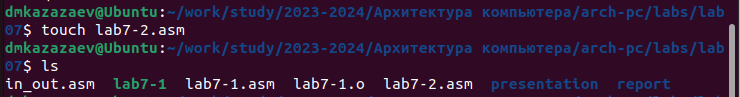 dmkazazaev@Ubuntu:~/work/study/2023-2024/Архитектура компьютера/arch-pc/labs/lab
07$ touch lab7-2.asm
dmkazazaev@Ubuntu:~/work/study/2023-2024/Архитектура компьютера/arch-pc/labs/lab
07$ ls
in_out.asm lab7-1 lab7-1.asm lab7-1.o lab7-2.asm presentation report